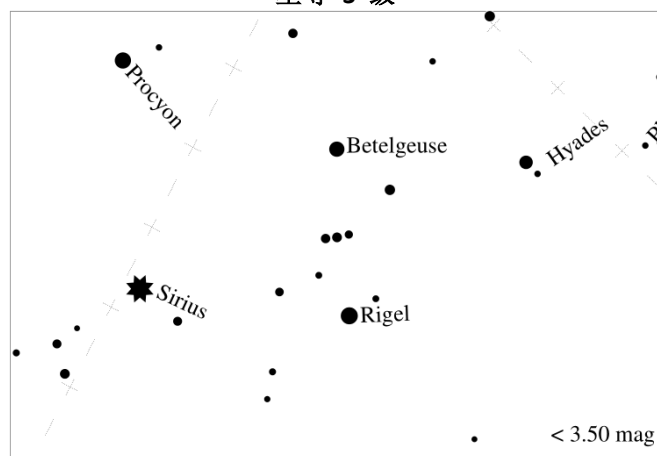 Procyon
Betelgeuse
Hyades
Sirius
Rigel
< 3.50 mag